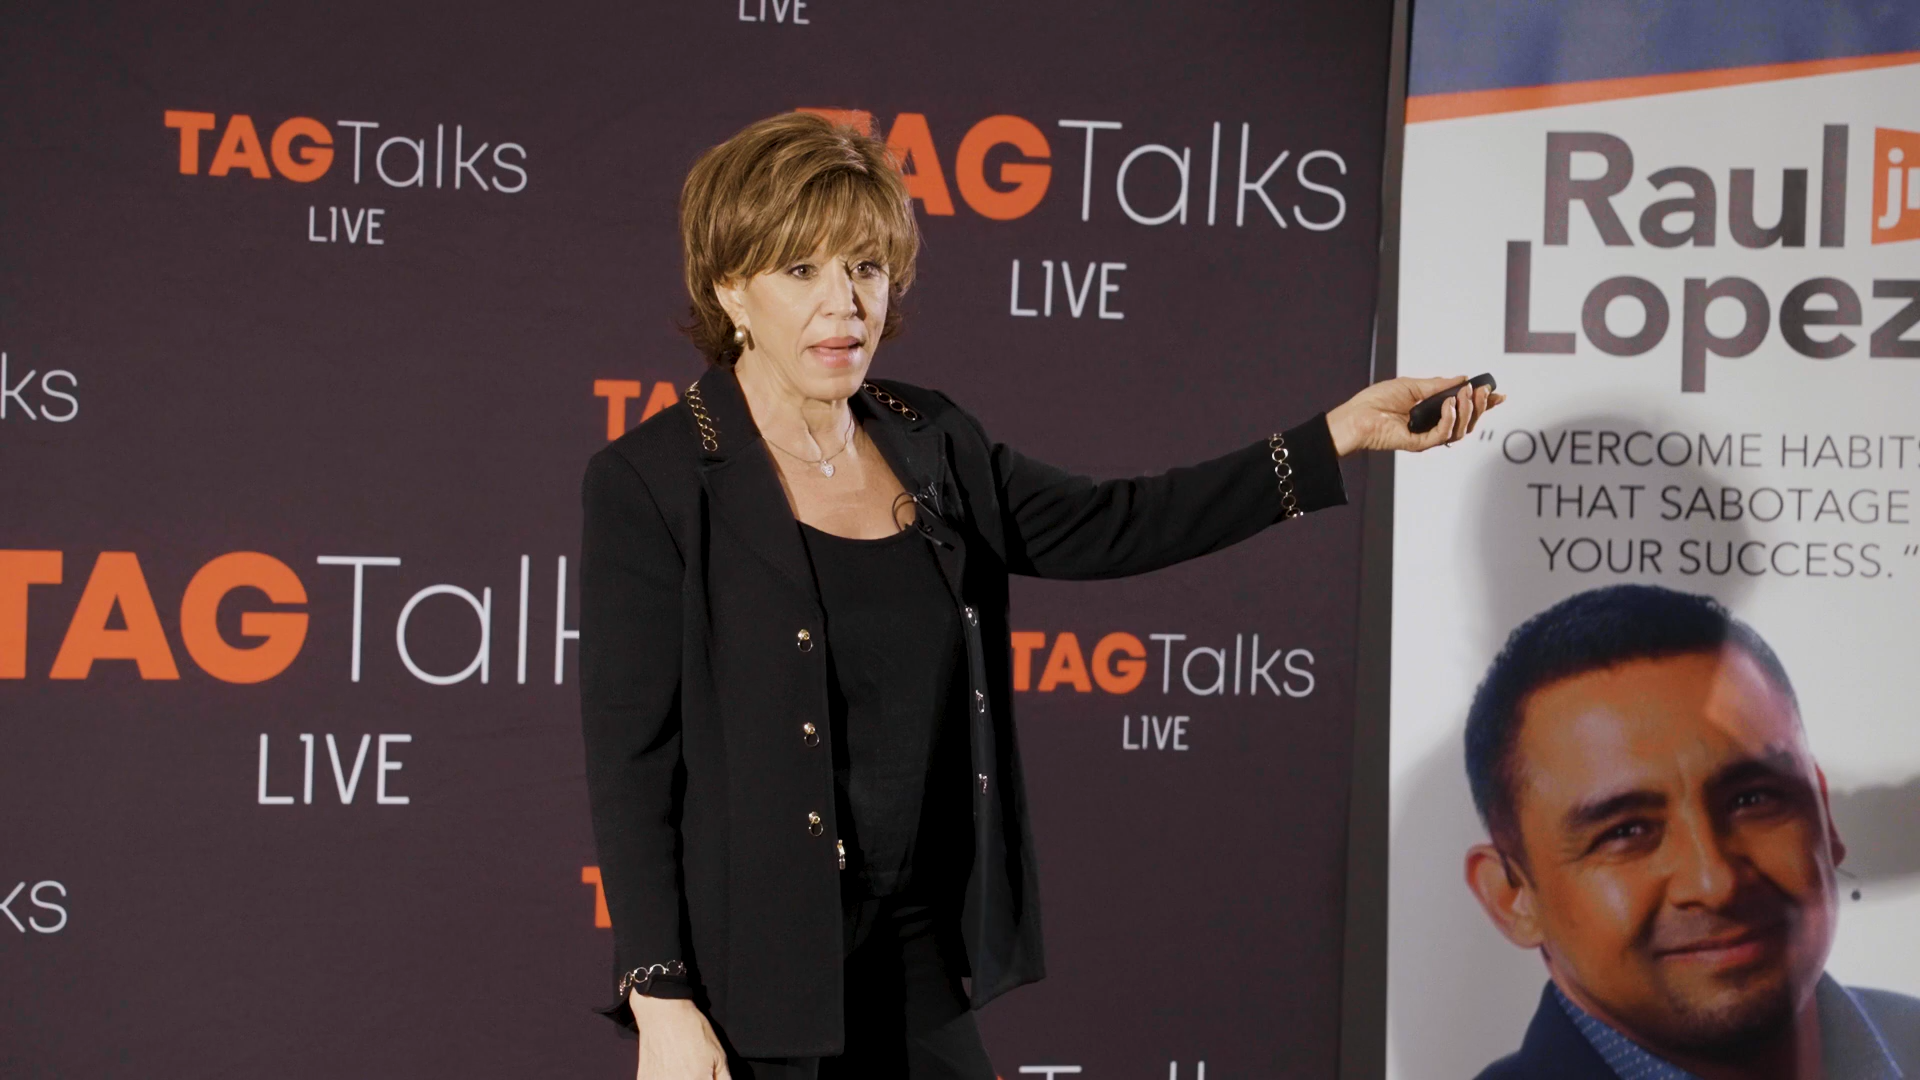 LIVE
TAGTalks
LIVE
AGTalks
LIVE
ks
TA
TAGTalk
LIVE
TAGTalks
LIVE
ks
T
Raul
Lopez
“OVERCOME HABITS
THAT SABOTAGE
YOUR SUCCESS.“